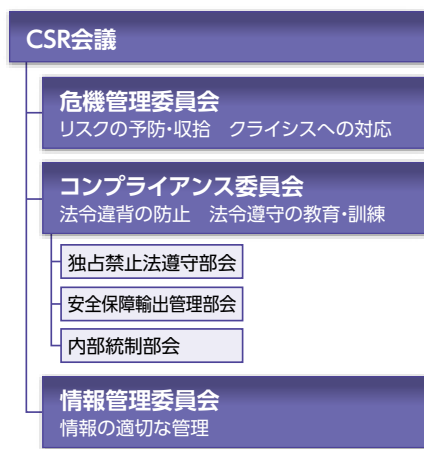 CSR会議
危機管理委員会
リスクの予防・収拾　クライシスへの対応
コンプライアンス委員会
法令違背の防止　法令遵守の教育・訓練
独占禁止法遵守部会
安全保障輸出管理部会
内部統制部会
情報管理委員会
情報の適切な管理